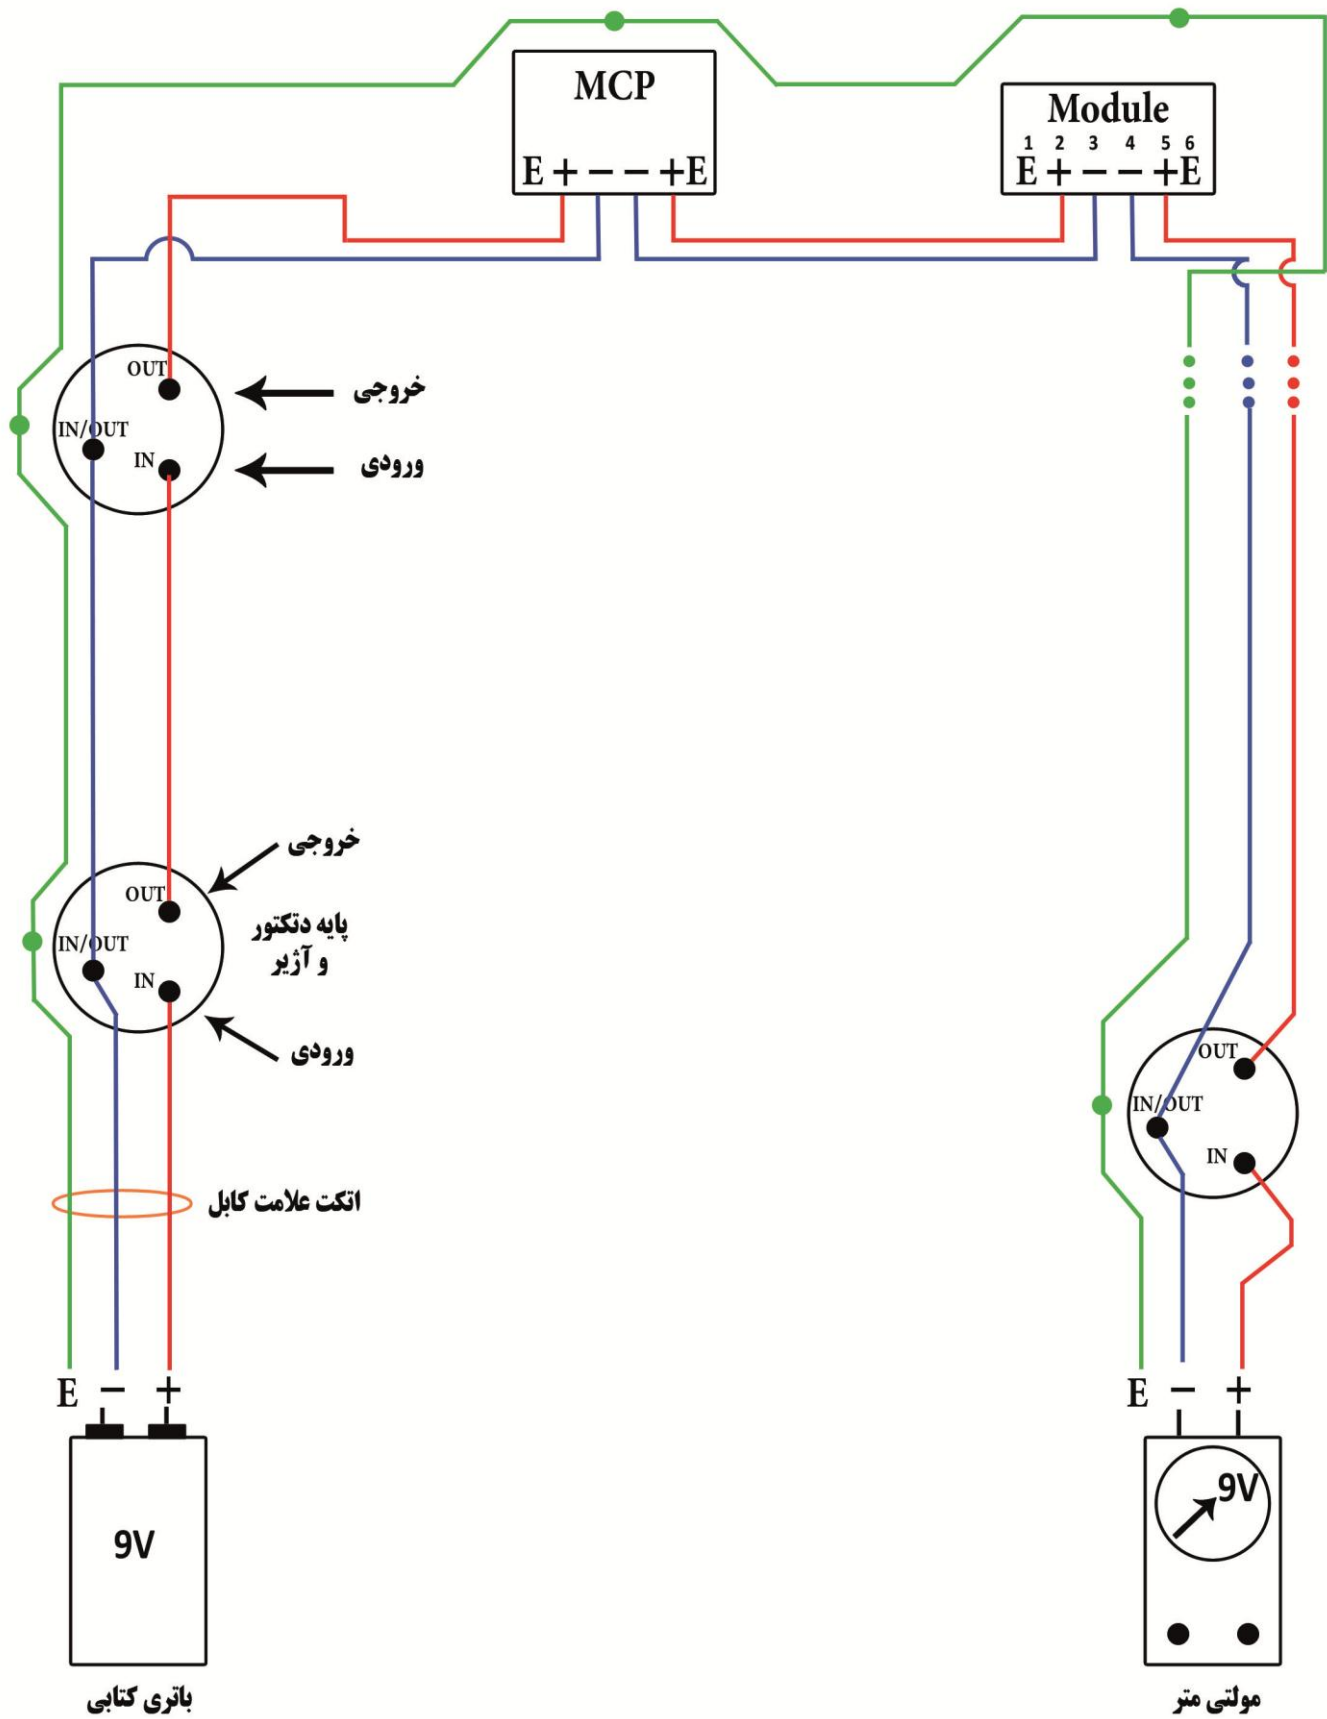 MCP
E + − − +E
Module
1 2 3 4 5 6
E + − − +E
OUT
خروجی
IN/OUT
IN
ورودی
خروجی
OUT
پایه دتکتور
و آژیر
IN/OUT
IN
ورودی
OUT
IN/OUT
IN
اتکت علامت کابل
E − +
E − +
9V
9V
باتری کتابی
مولتی متر